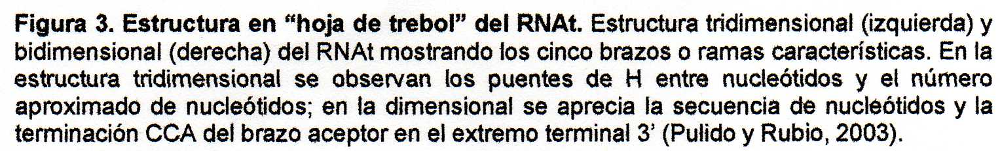 Figura 3. Estructura en “hoja de trebol” del RNAt. Estructura tridimensional (izquierda) y
bidimensional (derecha) del RNAt mostrando los cinco brazos o ramas características. En la
estructura tridimensional se observan los puentes de H entre nucleótidos y el número
aproximado de nucleótidos; en la dimensional se aprecia la secuencia de nucleótidos y la
terminación CCA del brazo aceptor en el extremo terminal 3’ (Pulido y Rubio, 2003).